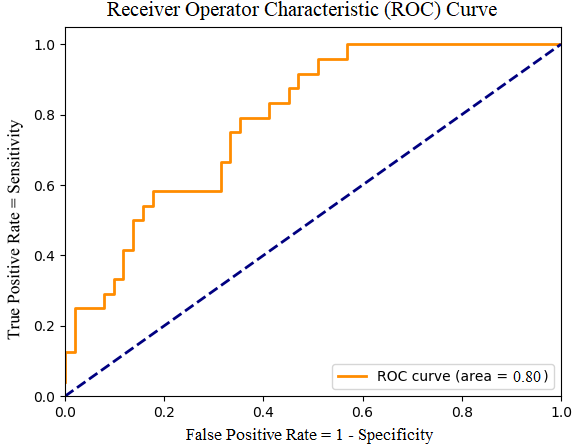 Receiver Operator Characteristic (ROC) Curve
True Positive Rate = Sensitivity
1.0
0.8
0.6
0.4
0.2
0.0
ROC curve (area = 0.80)
0.0 0.2 0.4 0.6 0.8 1.0
False Positive Rate = 1 - Specificity